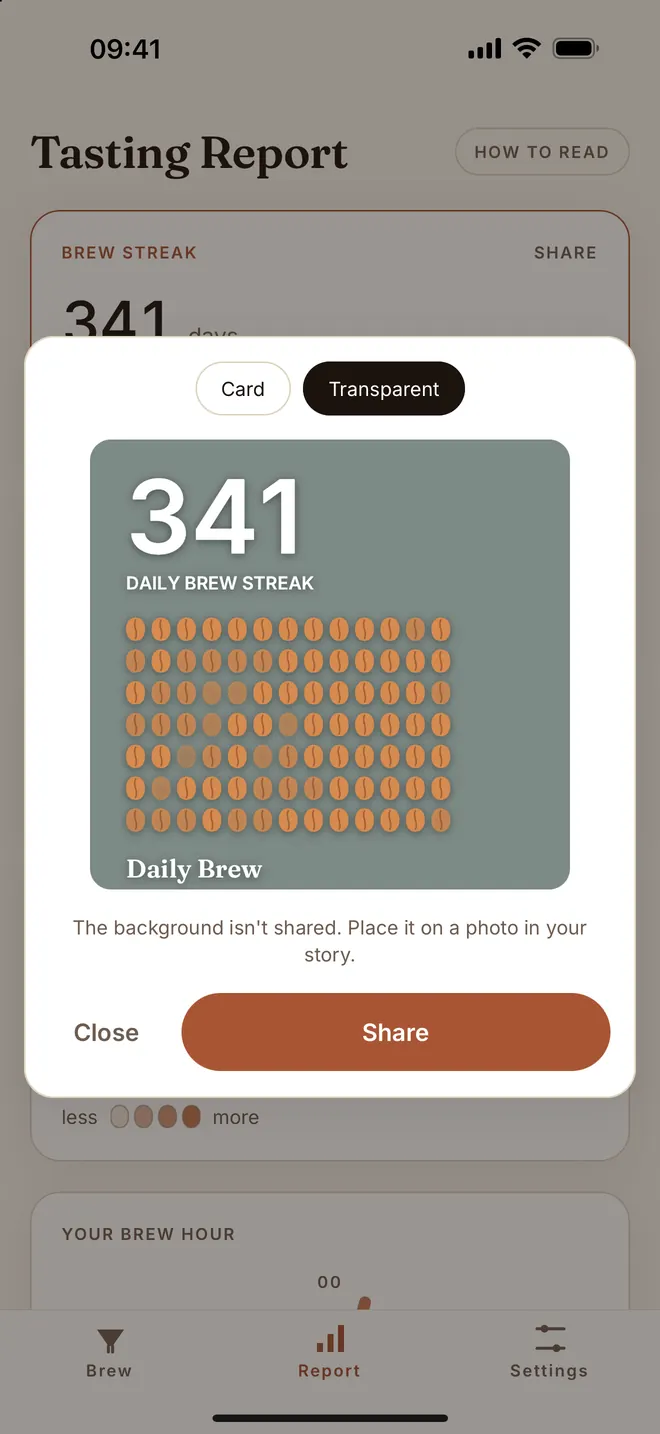 09:41
Tasting Report
HOW TO READ
BREW STREAK
SHARE
341 days
Card
Transparent
341
DAILY BREW STREAK
Daily Brew
The background isn't shared. Place it on a photo in your
story.
Close
Share
less
more
YOUR BREW HOUR
00
Brew
Report
Settings